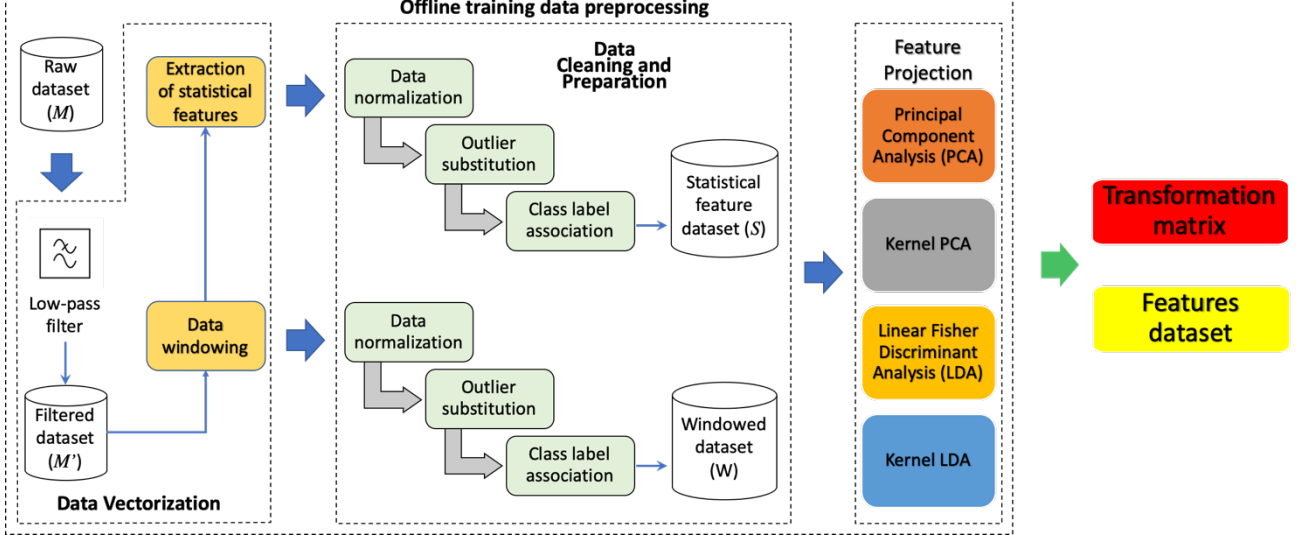 Offline training data preprocessing
Raw
dataset
(M)
Low-pass
filter
Filtered
dataset
(M’)
Extraction
of statistical
features
Data
windowing
Data Vectorization
Data
Cleaning and
Preparation
Data
normalization
Outlier
substitution
Class label
association
Statistical
feature
dataset (S)
Data
normalization
Outlier
substitution
Class label
association
Windowed
dataset
(W)
Feature
Projection
Principal
Component
Analysis (PCA)
Kernel PCA
Linear Fisher
Discriminant
Analysis (LDA)
Kernel LDA
Transformation
matrix
Features
dataset